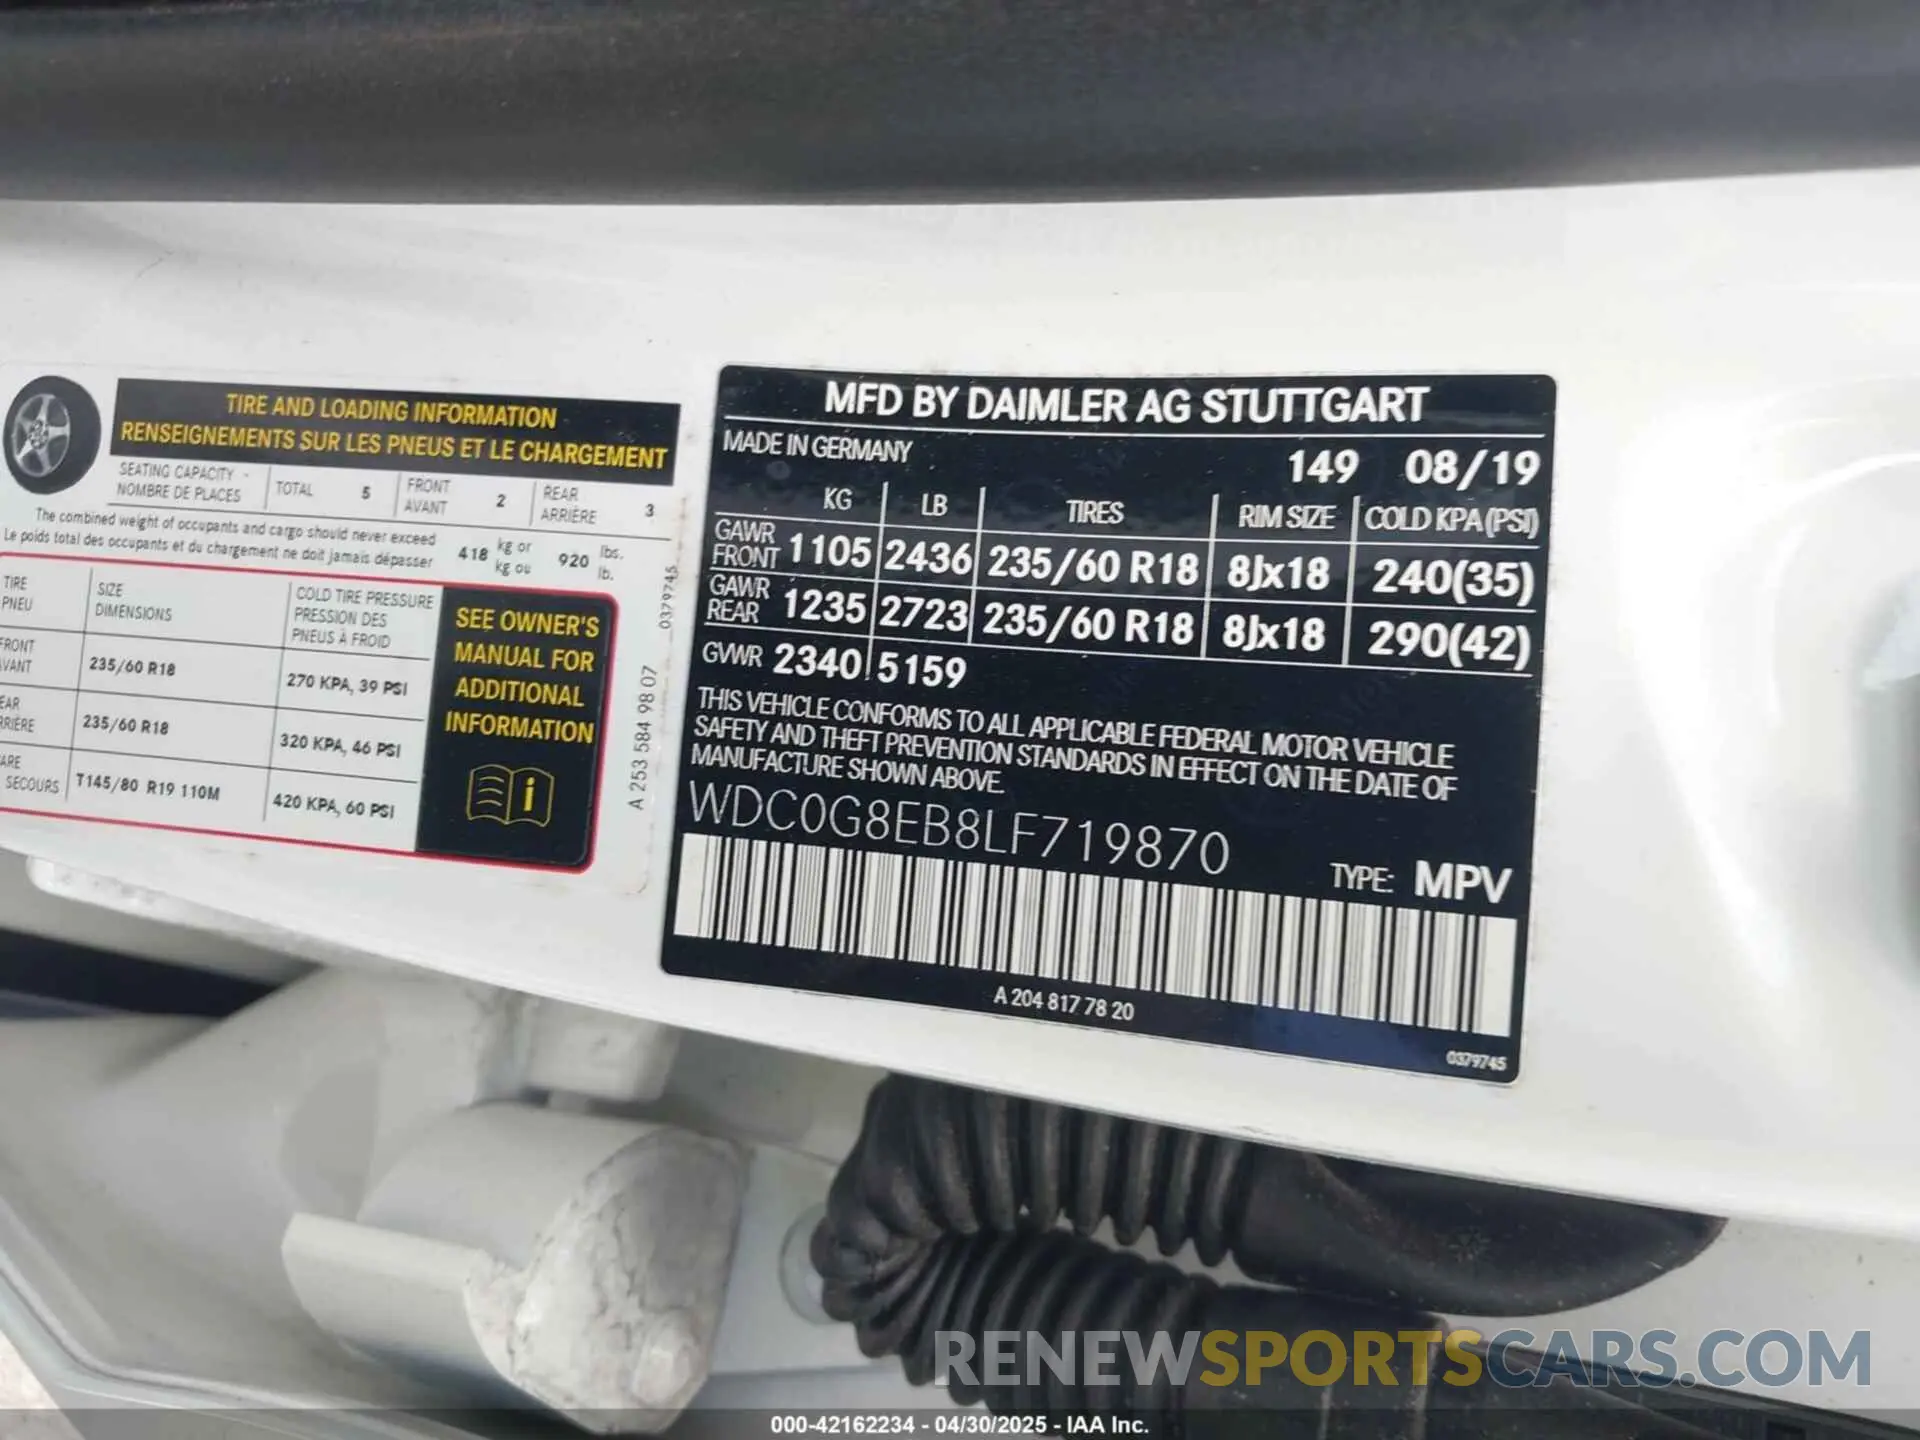 TIRE AND LOADING INFORMATION
RENSEIGNEMENTS SUR LES PNEUS ET LE CHARGEMENT
SEATING CAPACITY - TOTAL 5 FRONT 2 REAR 3
NOMBRE DE PLACES AVANT ARRIÈRE
The combined weight of occupants and cargo should never exceed 418 kg or 920 lbs.
Le poids total des occupants et du chargement ne doit jamais dépasser kg ou lb.
TIRE SIZE COLD TIRE PRESSURE
PNEU DIMENSIONS PRESSION DES
PNEUS À FROID
235/60 R18 270 KPA, 39 PSI
235/60 R18 320 KPA, 46 PSI
SECOURS T145/80 R19 110M 420 KPA, 60 PSI
SEE OWNER'S
MANUAL FOR
ADDITIONAL
INFORMATION
i
0379745
A 253 584 98 07
MFD BY DAIMLER AG STUTTGART
MADE IN GERMANY 149 08/19
KG LB TIRES RIM SIZE COLD KPA(PSI)
GAWR FRONT 1105 2436 235/60 R18 8Jx18 240(35)
GAWR REAR 1235 2723 235/60 R18 8Jx18 290(42)
GVWR 2340 5159
THIS VEHICLE CONFORMS TO ALL APPLICABLE FEDERAL MOTOR VEHICLE
SAFETY AND THEFT PREVENTION STANDARDS IN EFFECT ON THE DATE OF
MANUFACTURE SHOWN ABOVE.
WDC0G8EB8LF719870
TYPE: MPV
A 204 817 78 20
0379745
RENEWSPORTSCARS.COM
000-42162234 - 04/30/2025 - IAA Inc.